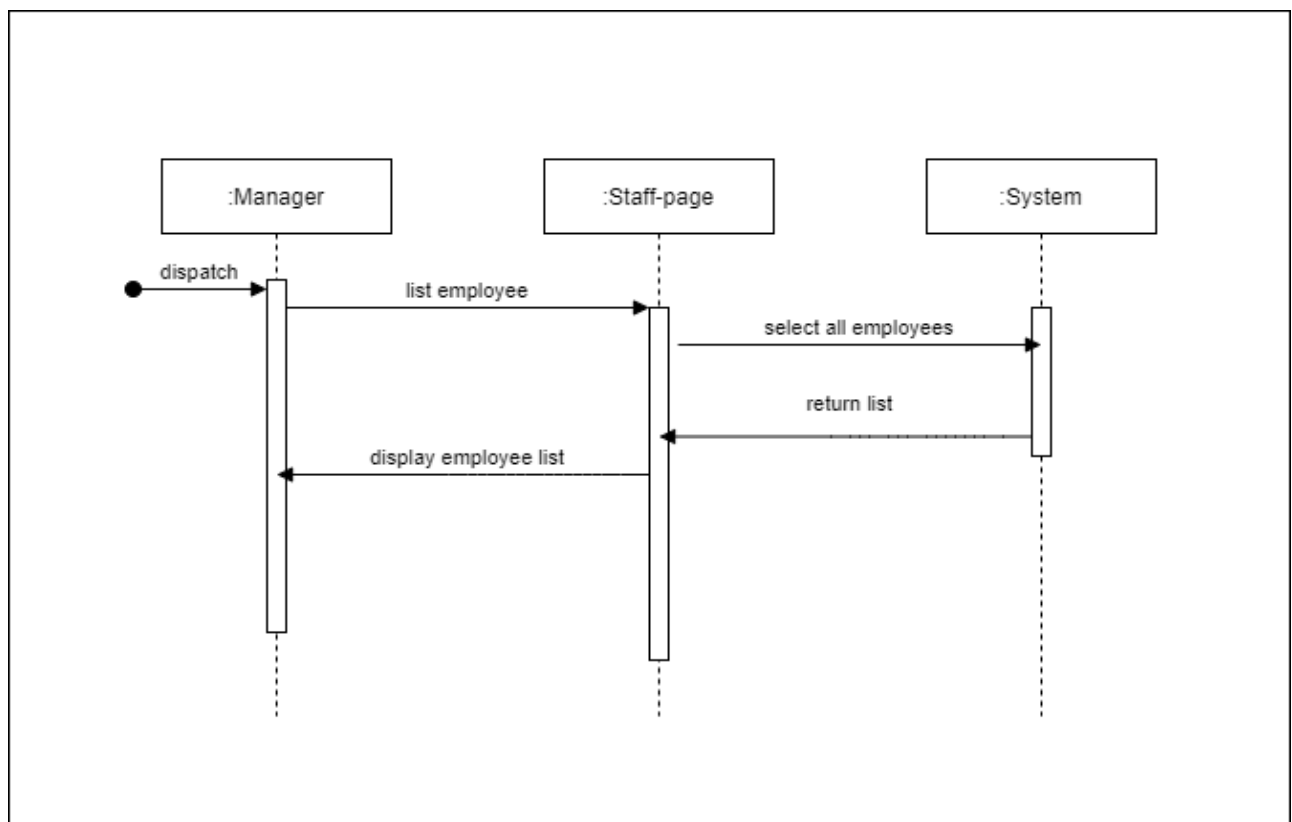 :Manager
:Staff-page
:System
dispatch
list employee
select all employees
return list
display employee list